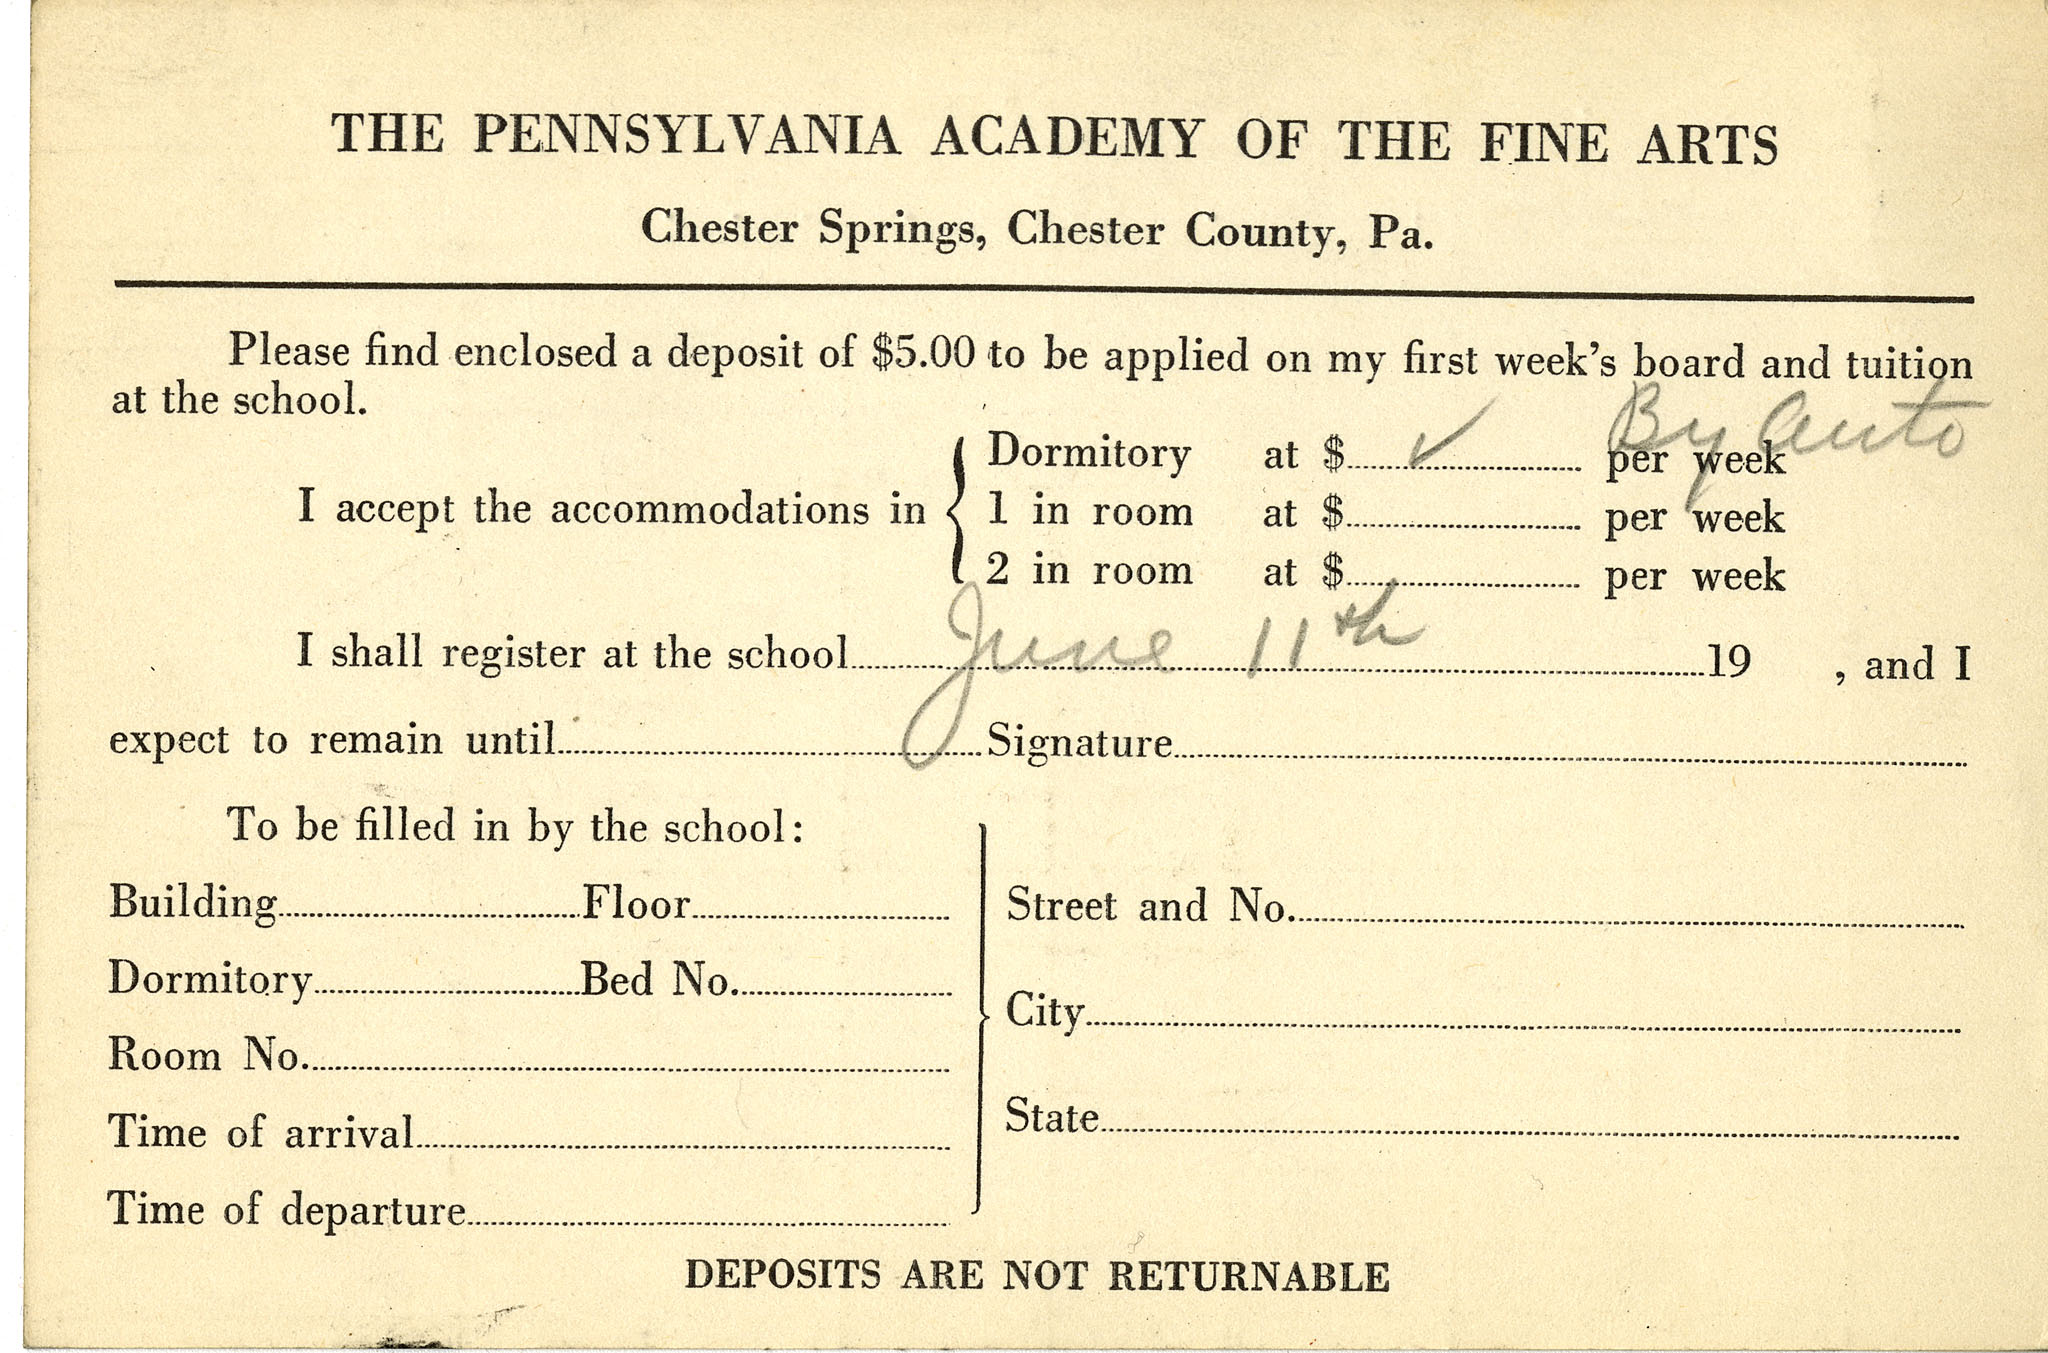 THE PENNSYLVANIA ACADEMY OF THE FINE ARTS
Chester Springs, Chester County, Pa.
Please find enclosed a deposit of $5.00 to be applied on my first week's board and tuition
at the school.
By auto
Dormitory at $ ✓ per week
I accept the accommodations in { 1 in room at $ per week
2 in room at $ per week
I shall register at the school June 11th 19 , and I
expect to remain until Signature
To be filled in by the school:
Building Floor
Dormitory Bed No.
Room No.
Time of arrival
Time of departure
Street and No.
City
State
DEPOSITS ARE NOT RETURNABLE